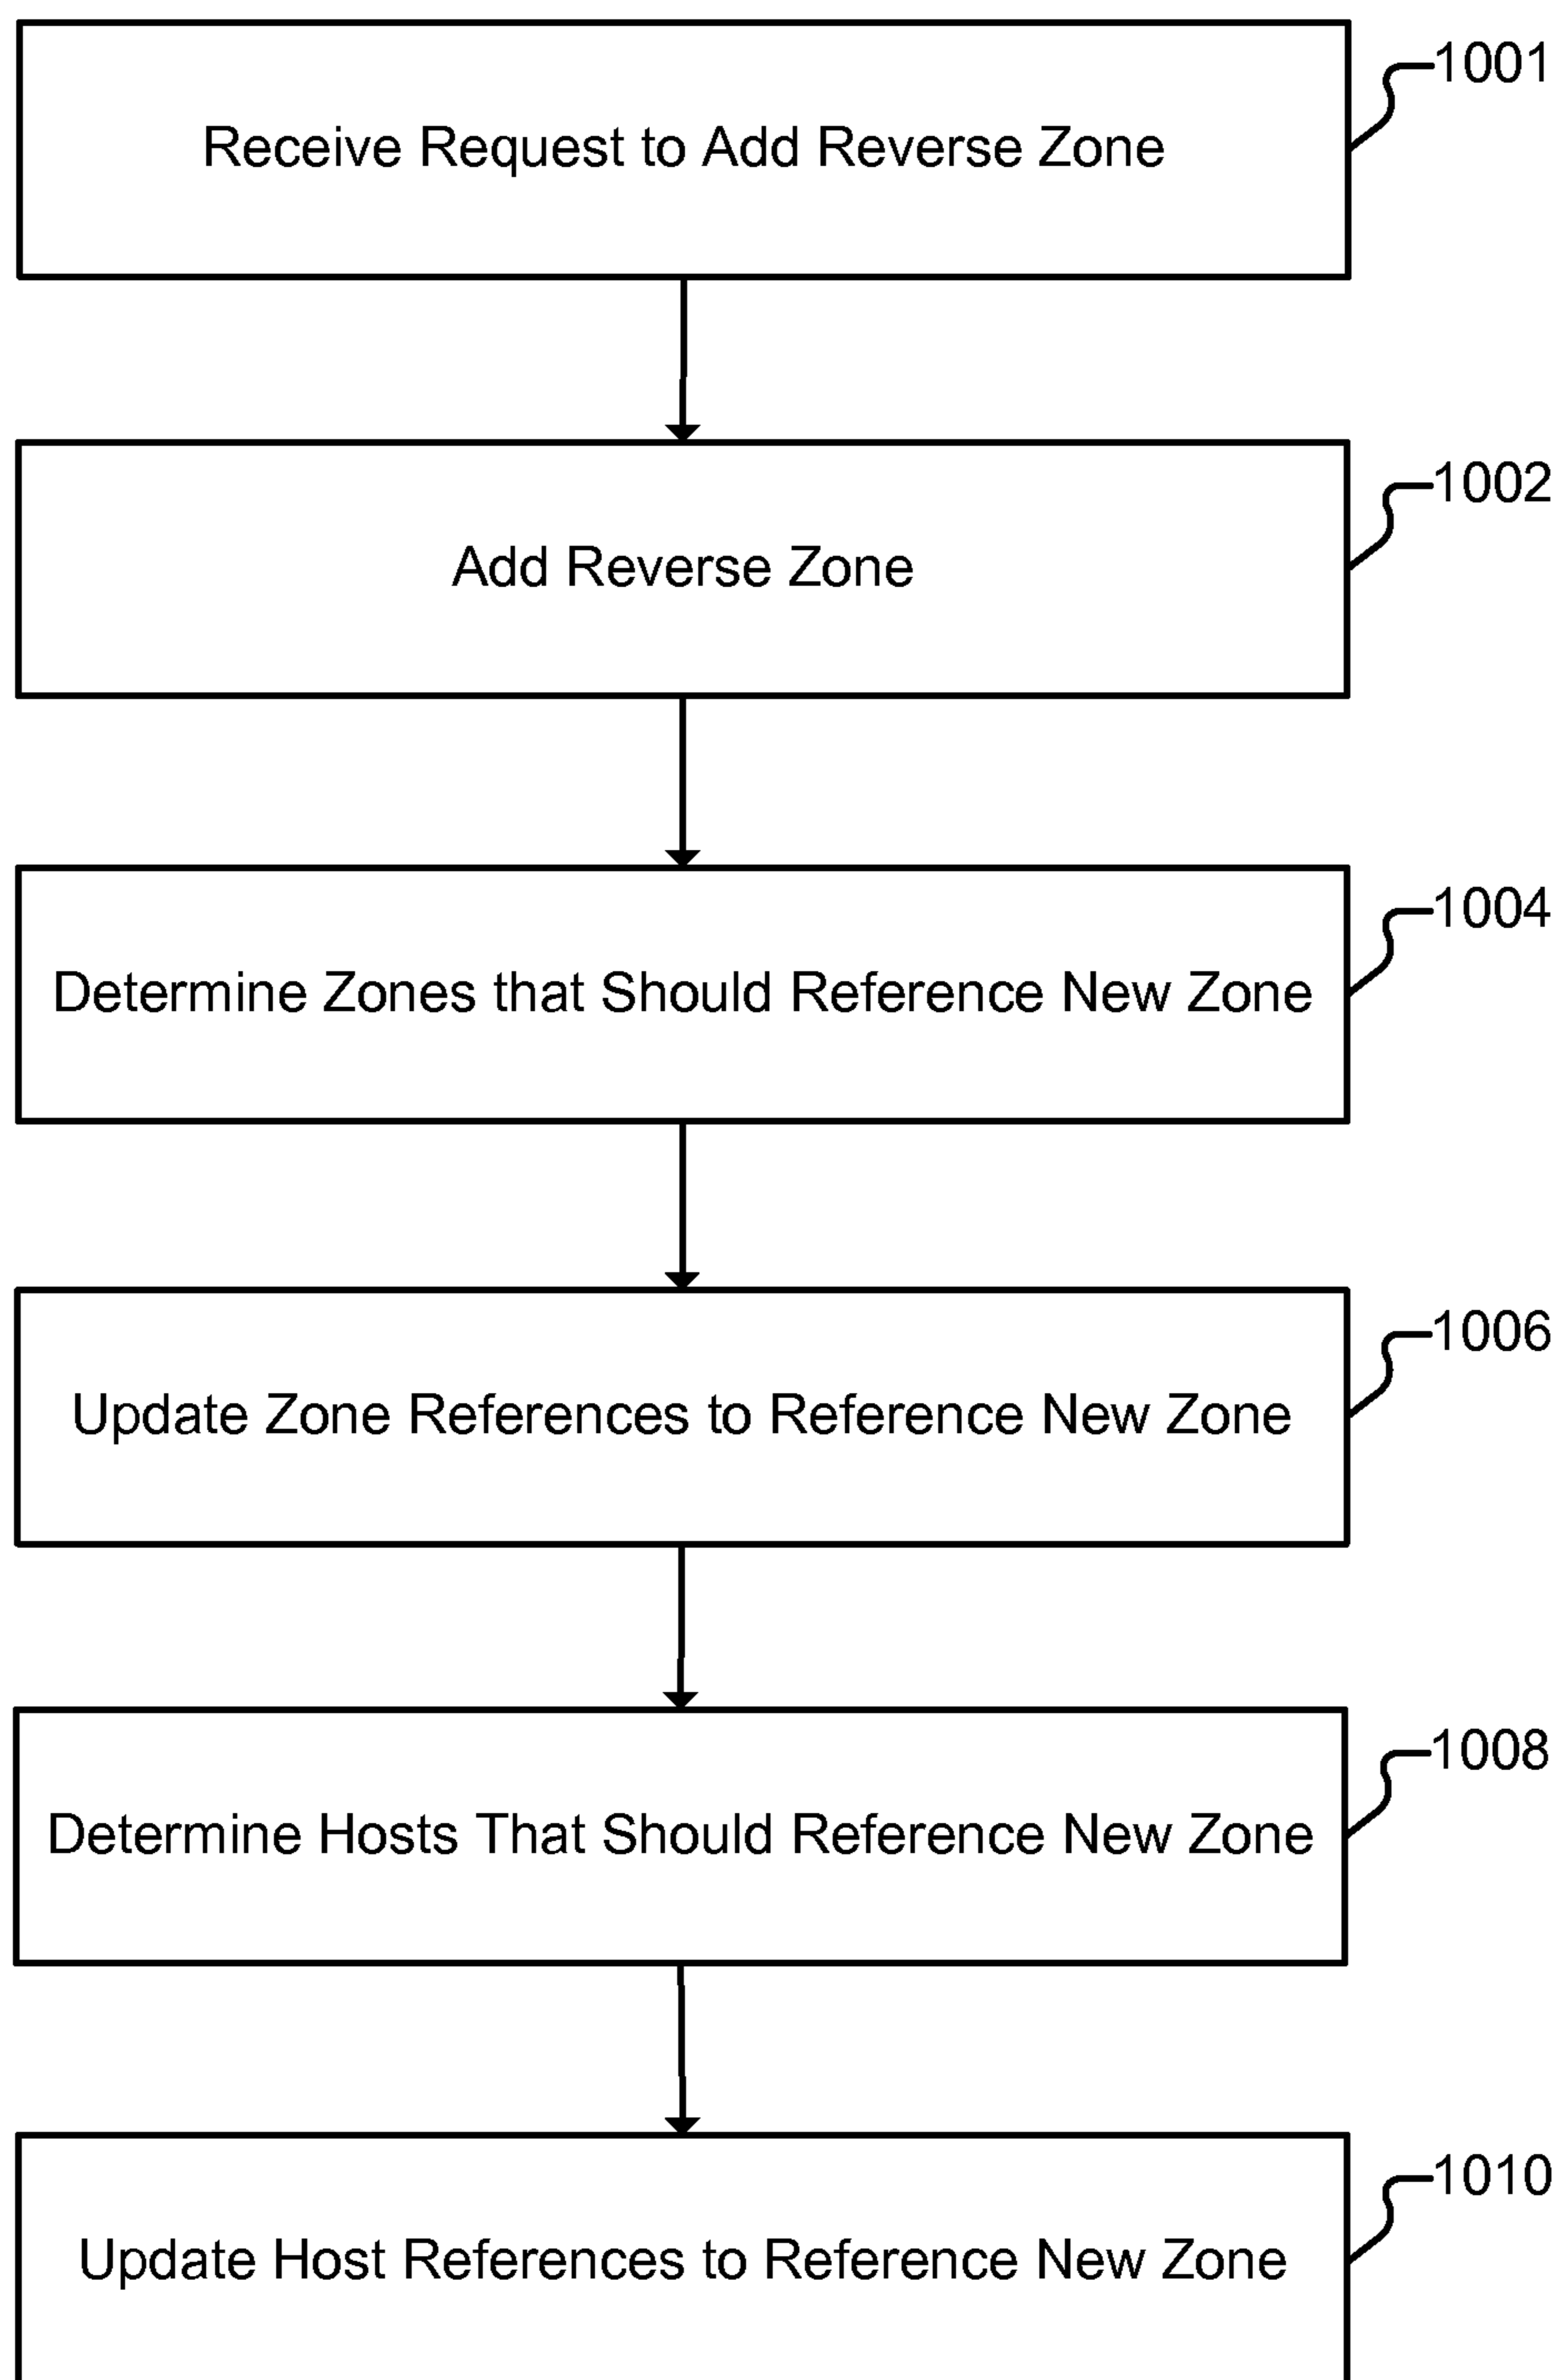 1001
Receive Request to Add Reverse Zone
1002
Add Reverse Zone
1004
Determine Zones that Should Reference New Zone
1006
Update Zone References to Reference New Zone
1008
Determine Hosts That Should Reference New Zone
1010
Update Host References to Reference New Zone